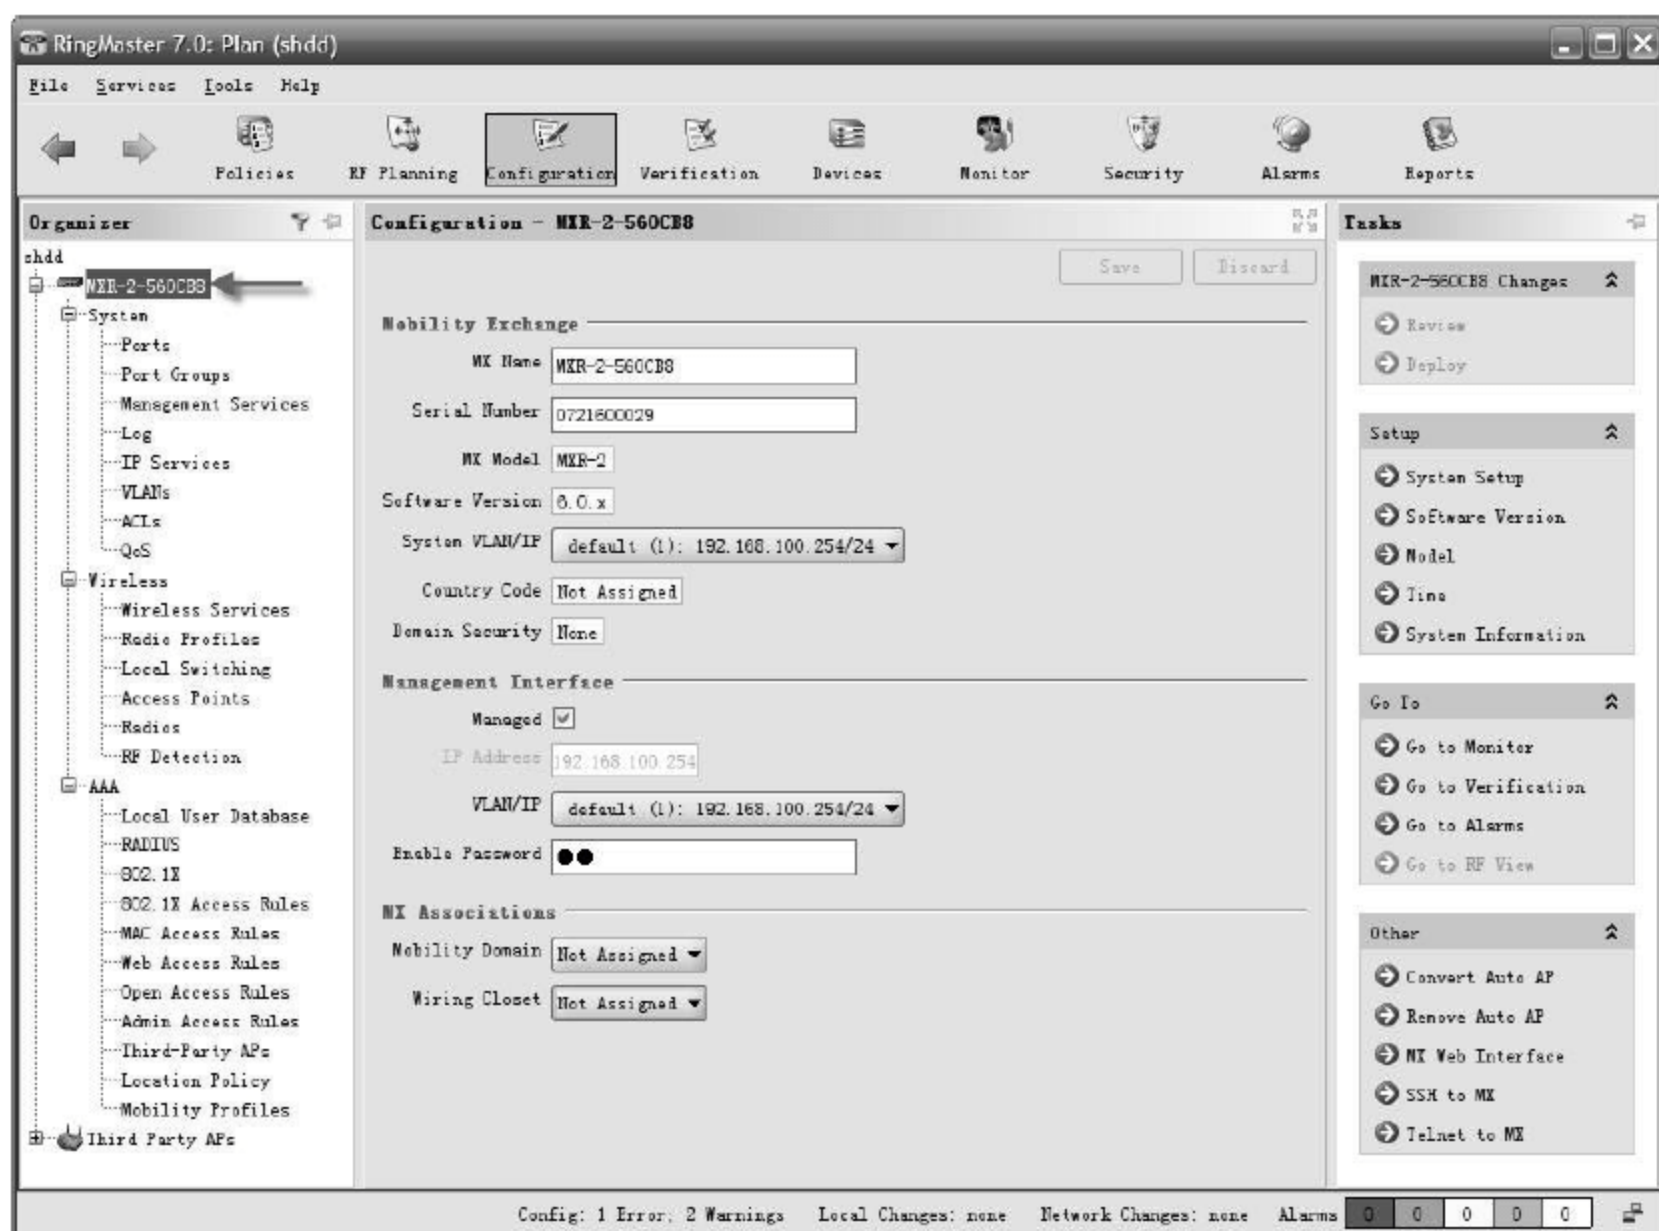 RingMaster 7.0: Plan (shdd)
File Services Tools Help
Policies RF Planning Configuration Verification Devices Monitor Security Alarms Reports
Organizer
shdd
MXR-2-560CB8
System
Ports
Port Groups
Management Services
Log
IP Services
VLANs
ACLs
QoS
Wireless
Wireless Services
Radio Profiles
Local Switching
Access Points
Radios
RF Detection
AAA
Local User Database
RADIUS
802.1X
802.1X Access Rules
MAC Access Rules
Web Access Rules
Open Access Rules
Admin Access Rules
Third-Party APs
Location Policy
Mobility Profiles
Third Party APs
Configuration - MXR-2-560CB8
Save Discard
Mobility Exchange
MX Name MXR-2-560CB8
Serial Number 0721600029
MX Model MXR-2
Software Version 6.0.x
System VLAN/IP default (1): 192.168.100.254/24
Country Code Not Assigned
Domain Security None
Management Interface
Managed
IP Address 192.168.100.254
VLAN/IP default (1): 192.168.100.254/24
Enable Password ●●
MX Associations
Mobility Domain Not Assigned
Wiring Closet Not Assigned
Tasks
MXR-2-560CB8 Changes
Review
Deploy
Setup
System Setup
Software Version
Model
Time
System Information
Go To
Go to Monitor
Go to Verification
Go to Alarms
Go to RF View
Other
Convert Auto AP
Remove Auto AP
MX Web Interface
SSH to MX
Telnet to MX
Config: 1 Error, 2 Warnings Local Changes: none Network Changes: none Alarms 0 0 0 0 0